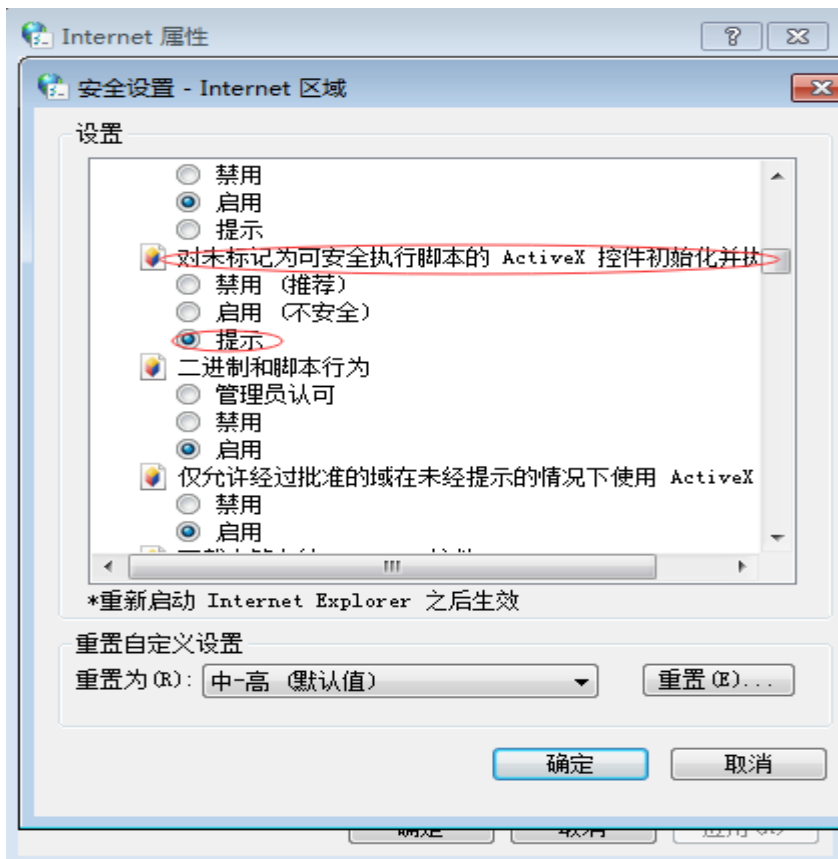 Internet 属性
安全设置 - Internet 区域
设置
禁用
启用
提示
对未标记为可安全执行脚本的 ActiveX 控件初始化并执
禁用 (推荐)
启用 (不安全)
提示
二进制和脚本行为
管理员认可
禁用
启用
仅允许经过批准的域在未经提示的情况下使用 ActiveX
禁用
启用
*重新启动 Internet Explorer 之后生效
重置自定义设置
重置为(R): 中-高 (默认值) 重置(E)...
确定 取消
确定 取消